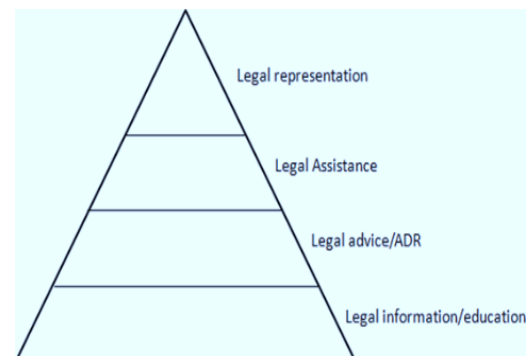 Legal representation
Legal Assistance
Legal advice/ADR
Legal information/education